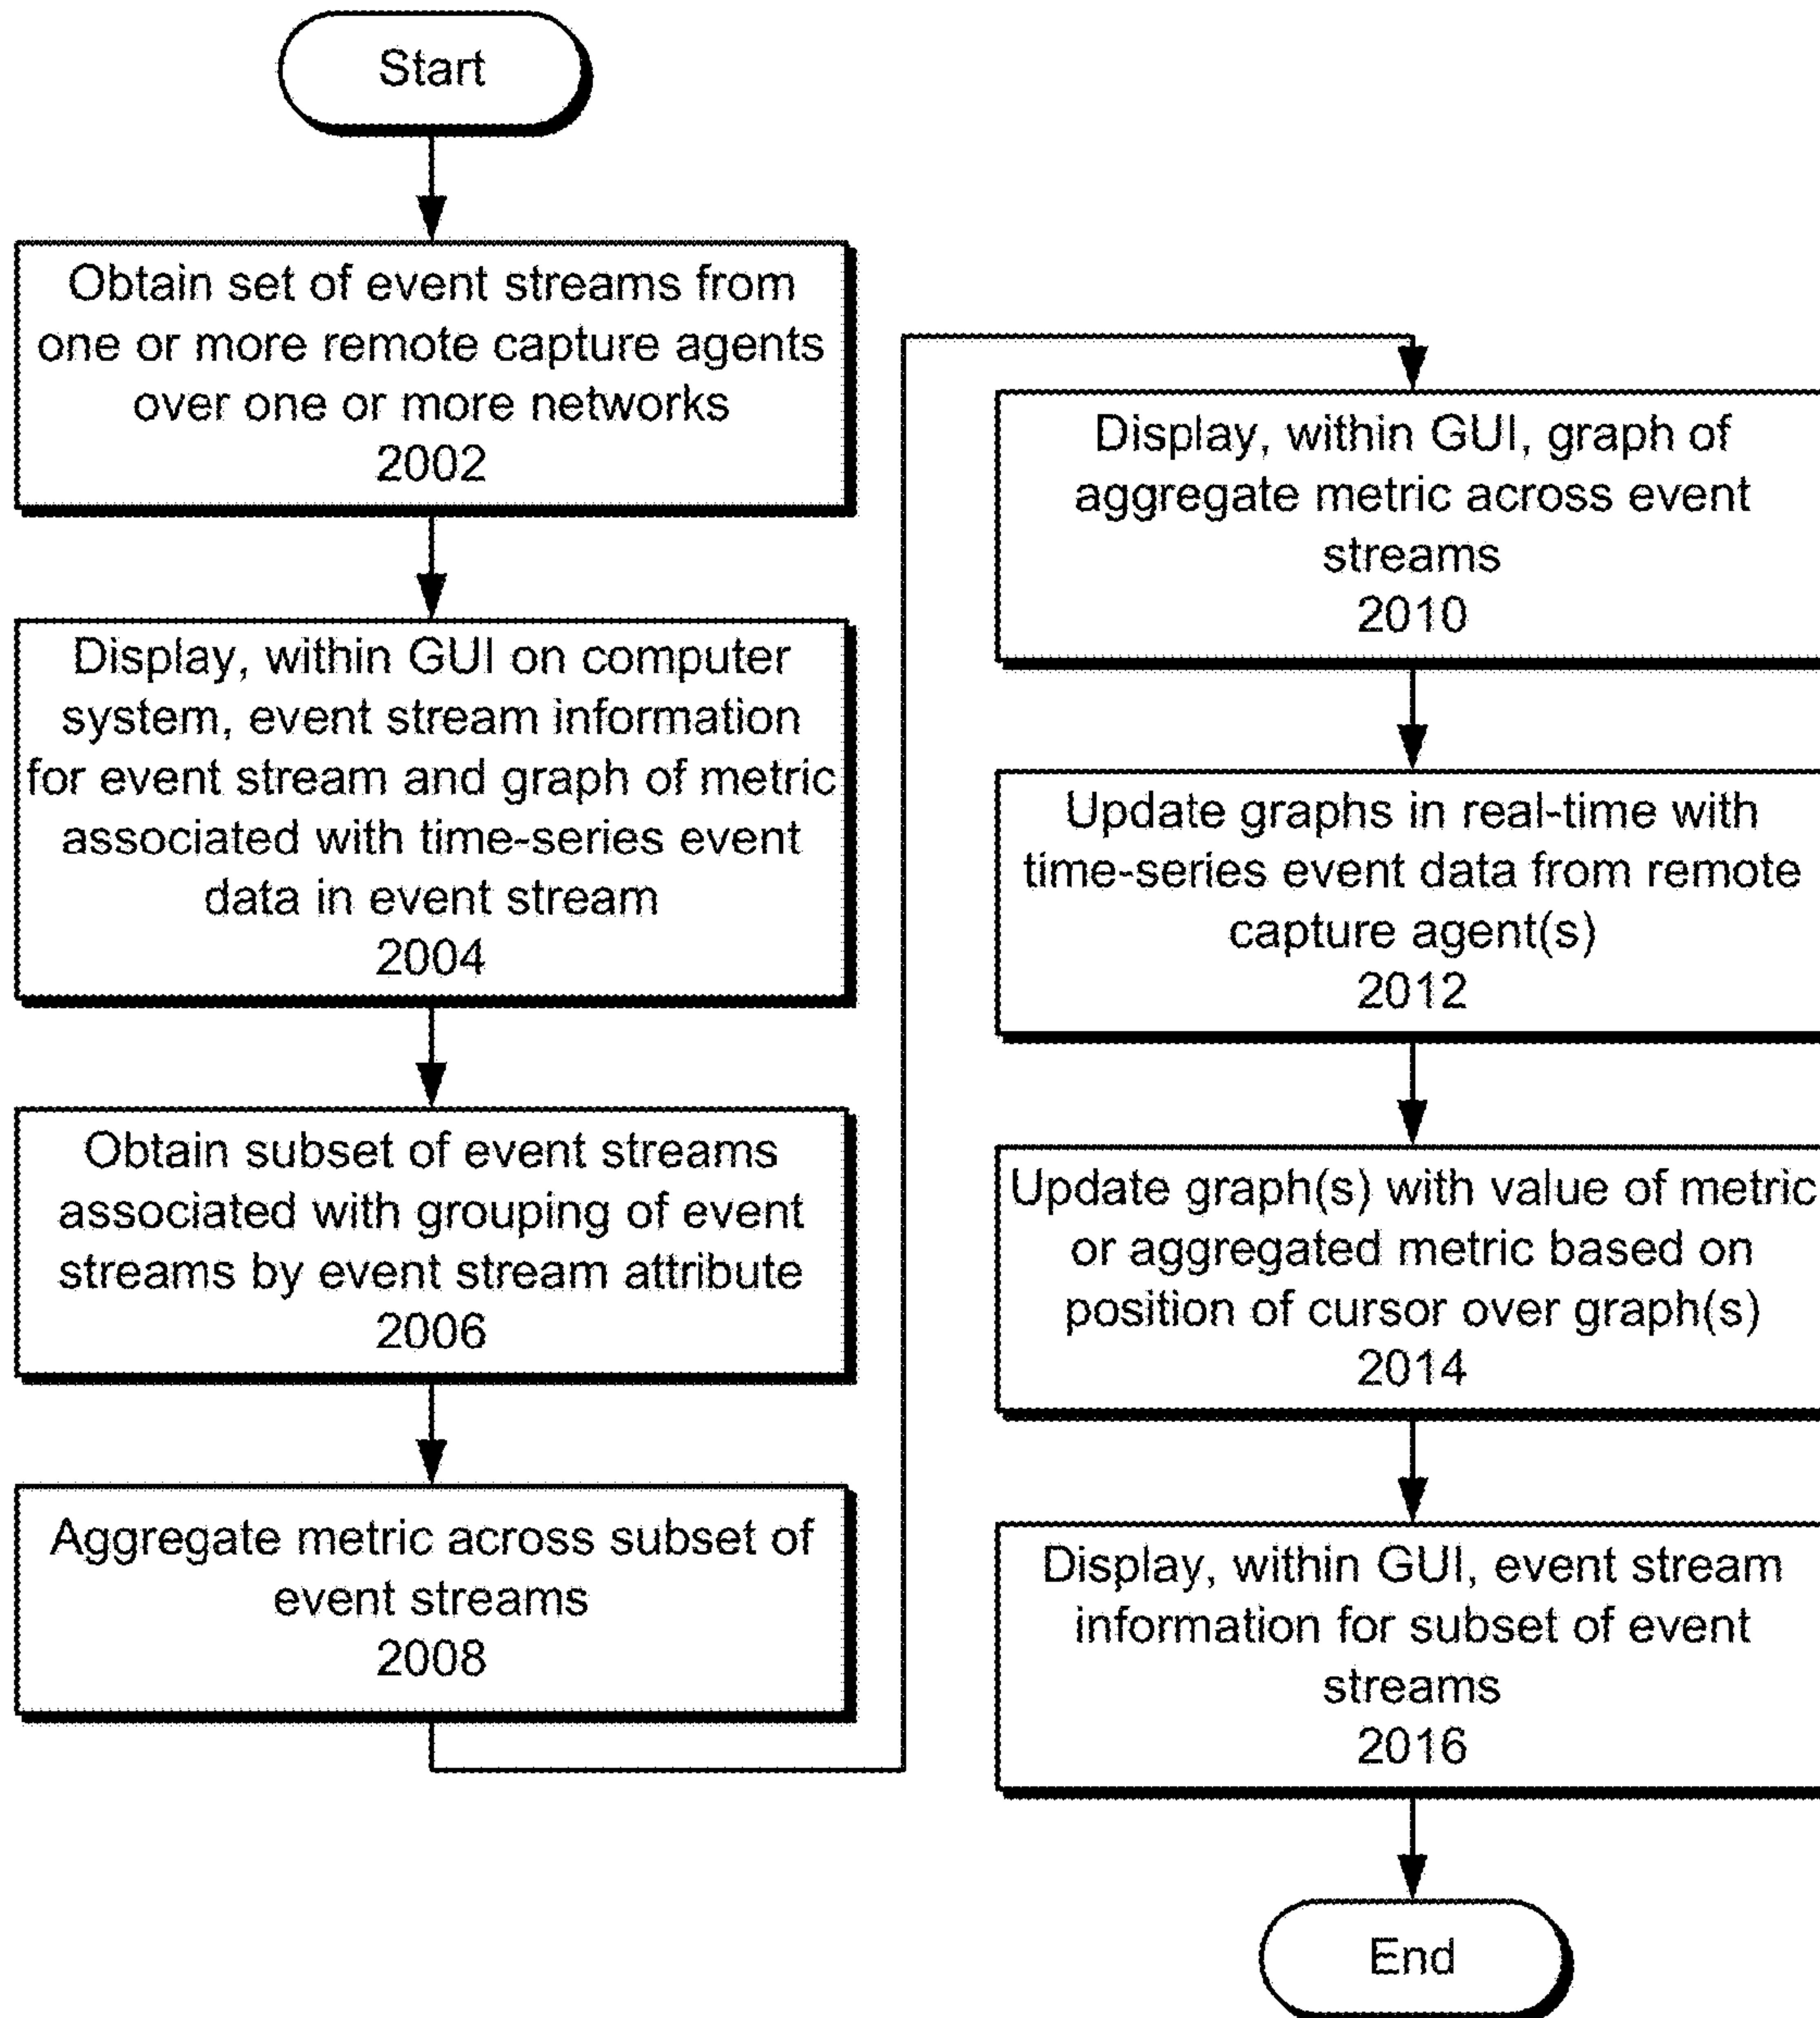 Start
Obtain set of event streams from
one or more remote capture agents
over one or more networks
2002
Display, within GUI on computer
system, event stream information
for event stream and graph of metric
associated with time-series event
data in event stream
2004
Obtain subset of event streams
associated with grouping of event
streams by event stream attribute
2006
Aggregate metric across subset of
event streams
2008
Display, within GUI, graph of
aggregate metric across event
streams
2010
Update graphs in real-time with
time-series event data from remote
capture agent(s)
2012
Update graph(s) with value of metric
or aggregated metric based on
position of cursor over graph(s)
2014
Display, within GUI, event stream
information for subset of event
streams
2016
End